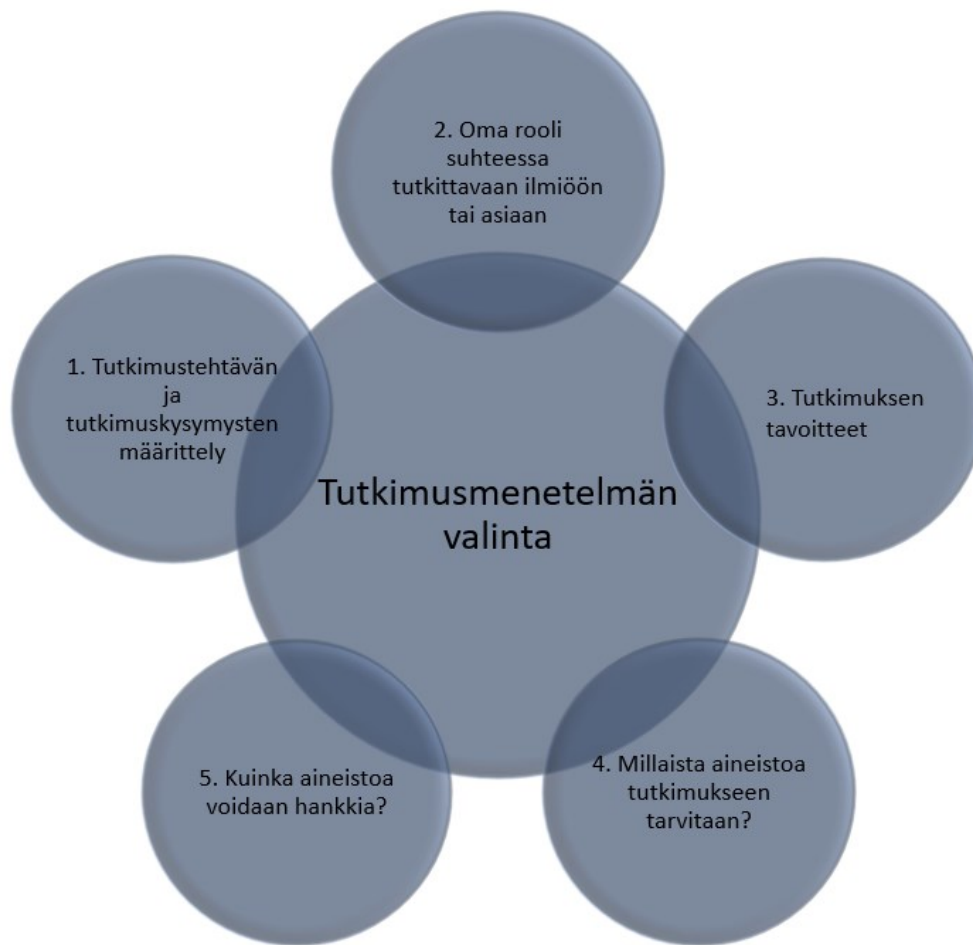 2. Oma rooli
suhteessa
tutkittavaan ilmiöön
tai asiaan
1. Tutkimustehtävän
ja
tutkimuskysymysten
määrittely
3. Tutkimuksen
tavoitteet
Tutkimusmenetelmän
valinta
5. Kuinka aineistoa
voidaan hankkia?
4. Millaista aineistoa
tutkimukseen
tarvitaan?